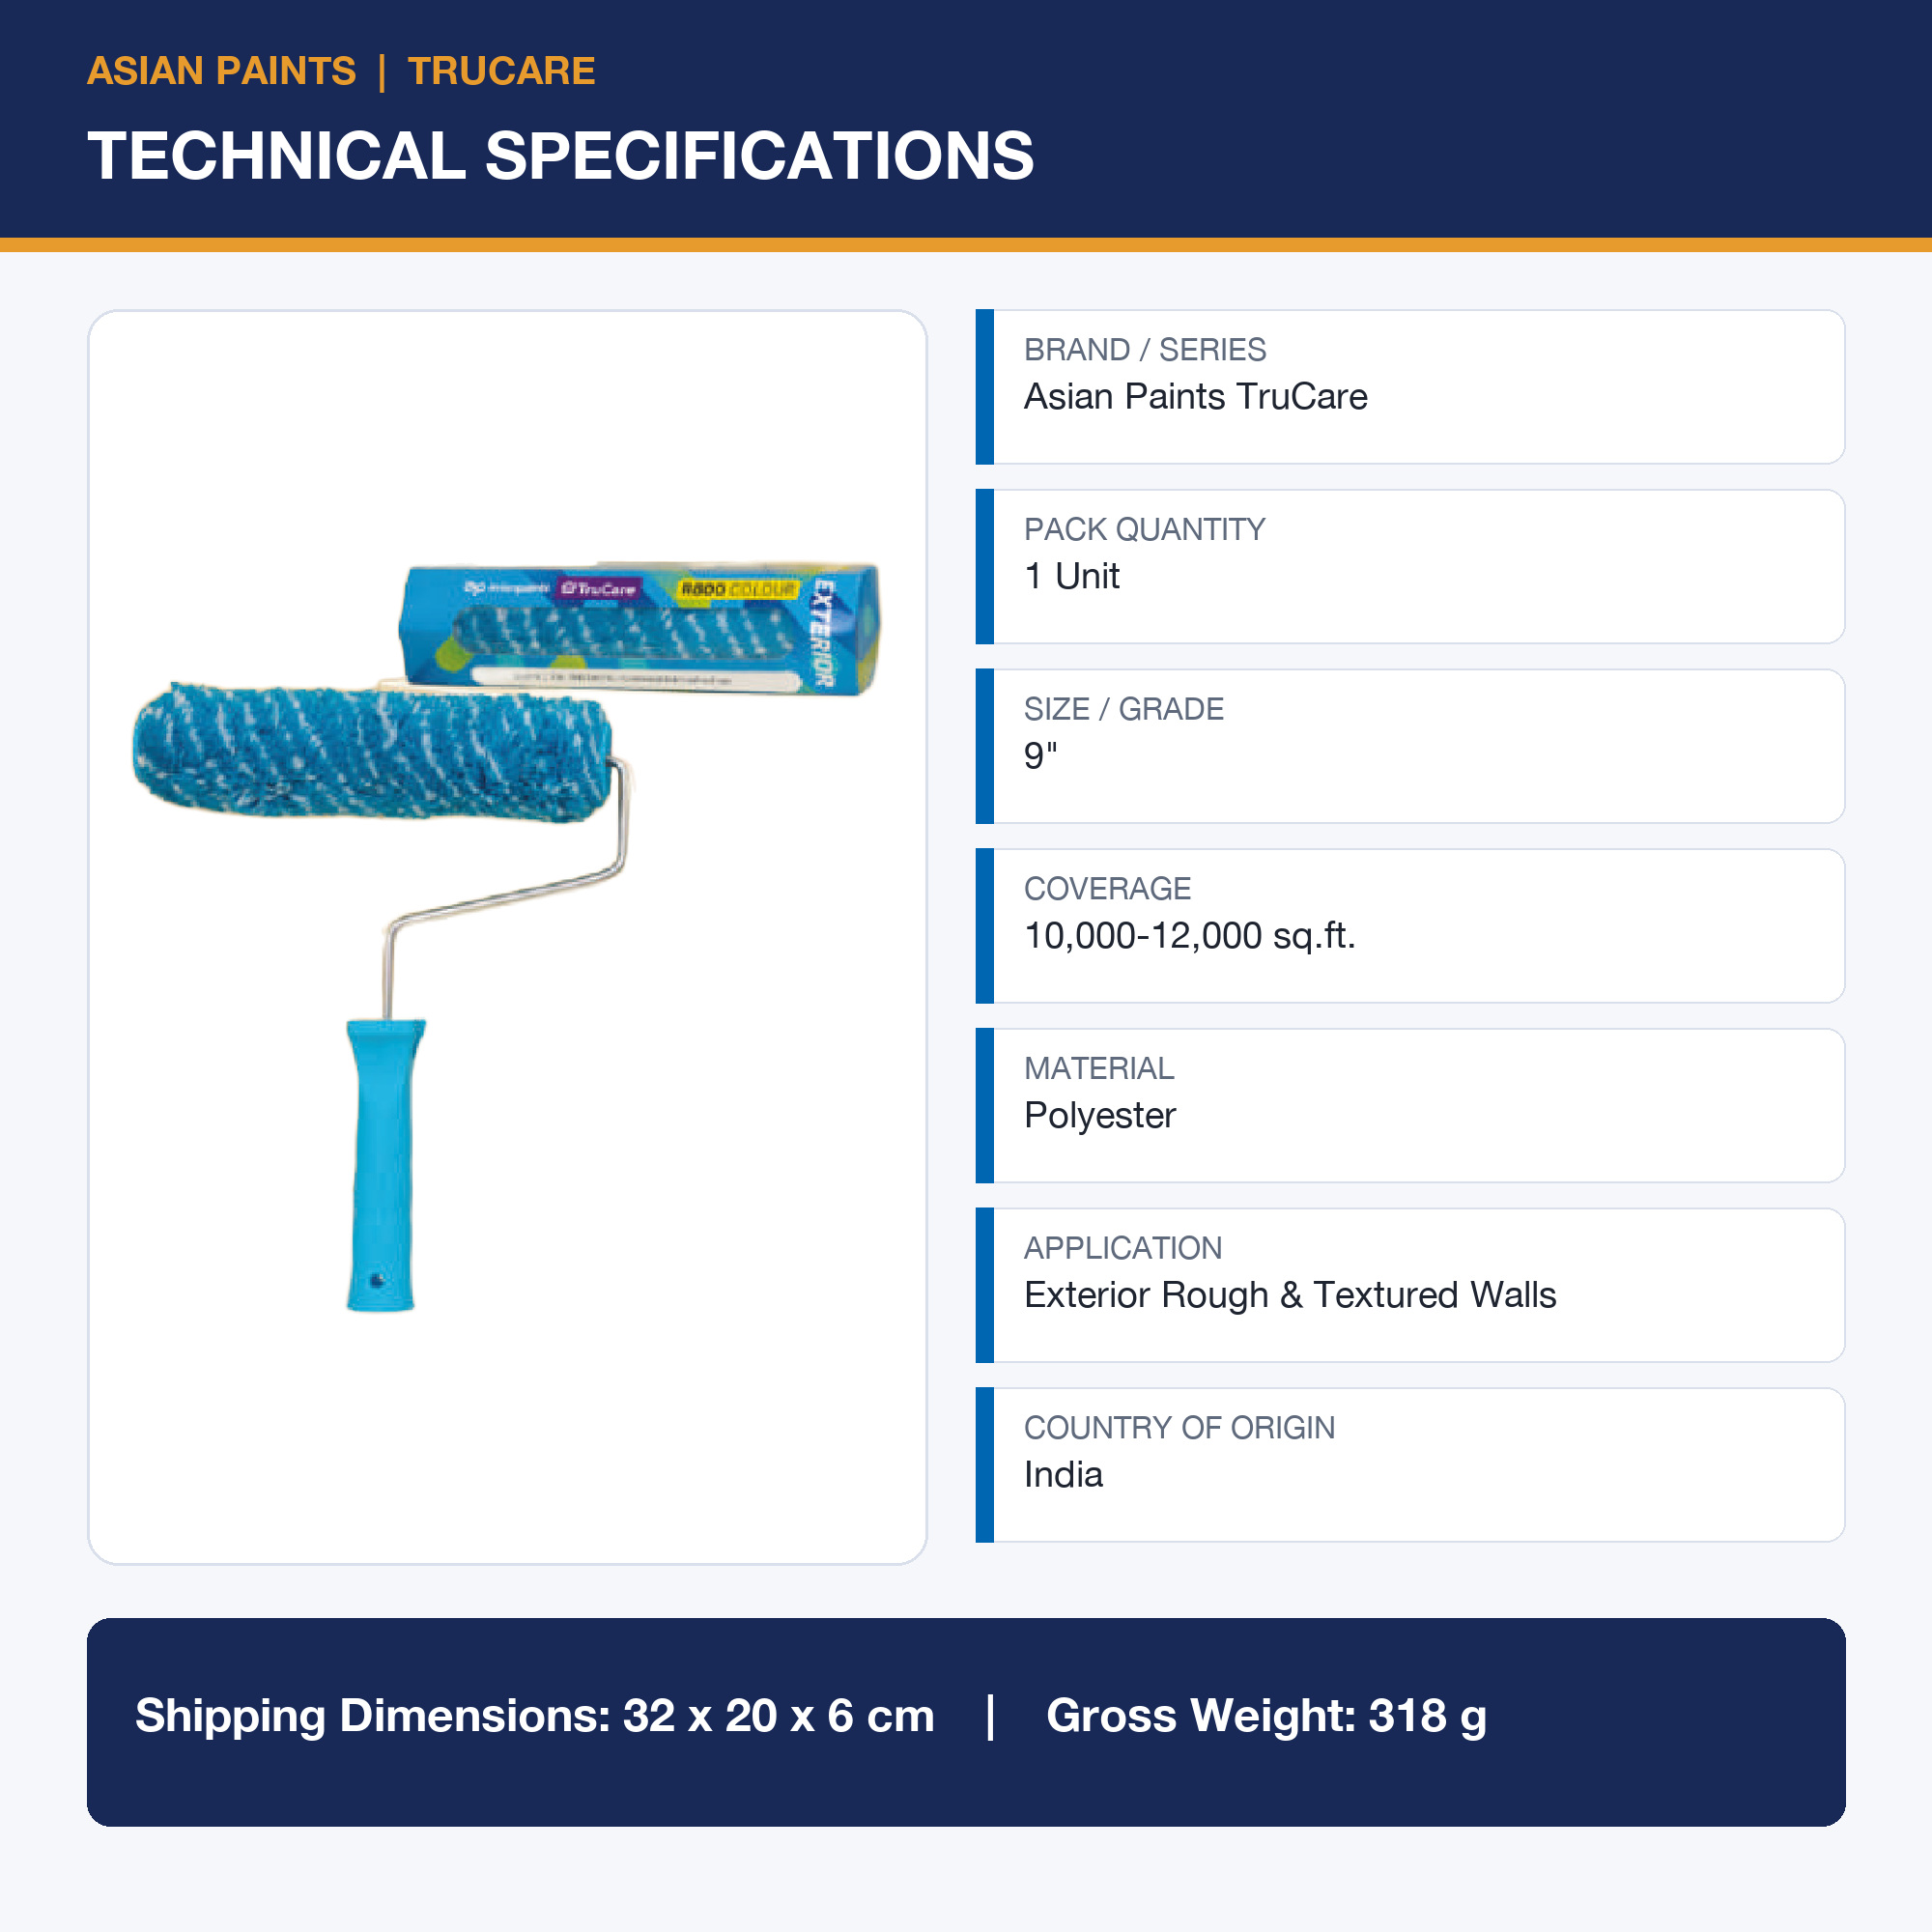 ASIAN PAINTS | TRUCARE
TECHNICAL SPECIFICATIONS
TruCare
R800 COLOUR
EXTERIOR
BRAND / SERIES
Asian Paints TruCare
PACK QUANTITY
1 Unit
SIZE / GRADE
9"
COVERAGE
10,000-12,000 sq.ft.
MATERIAL
Polyester
APPLICATION
Exterior Rough & Textured Walls
COUNTRY OF ORIGIN
India
Shipping Dimensions: 32 x 20 x 6 cm | Gross Weight: 318 g